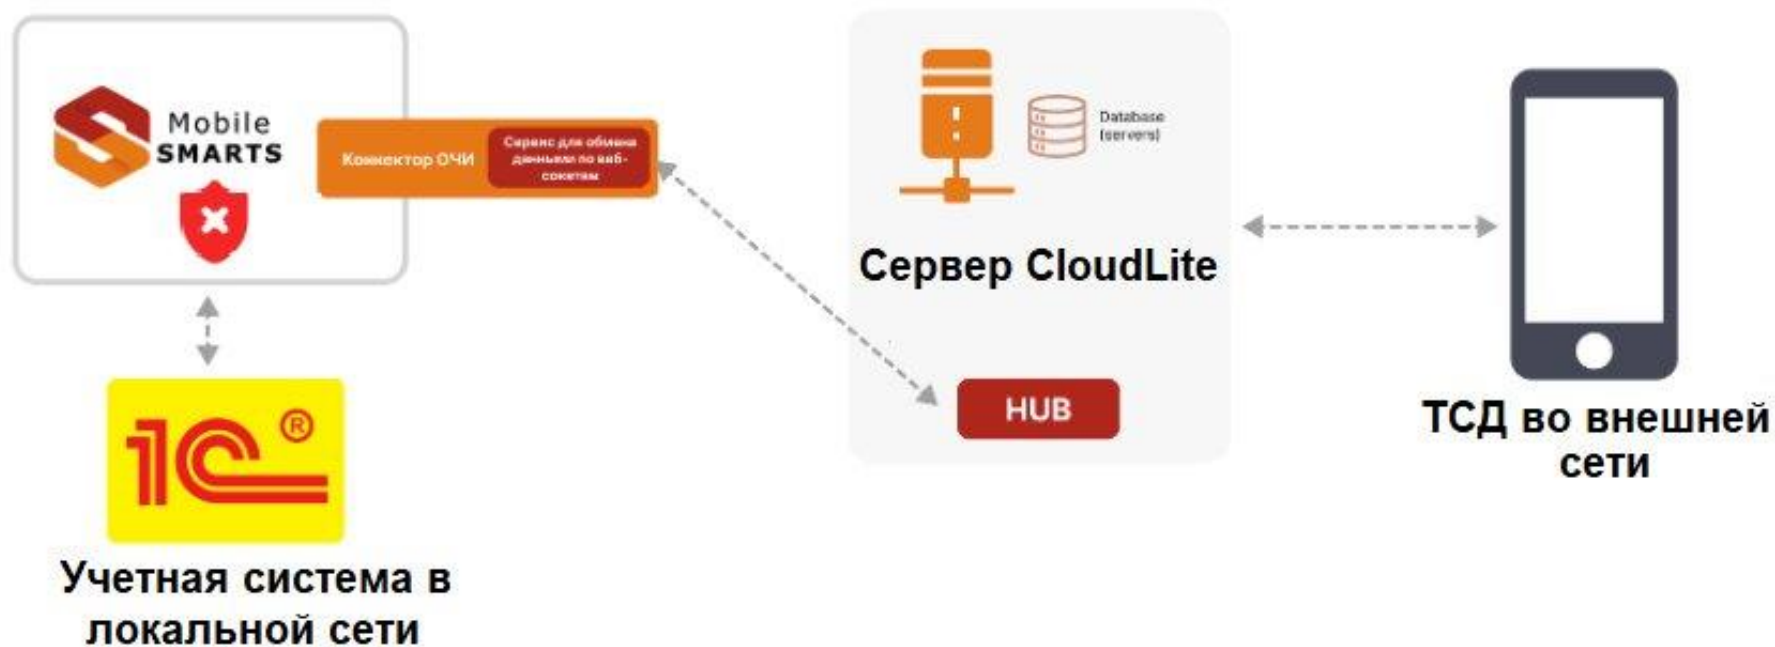 Mobile
SMARTS
Коннектор ОЧИ
Сервис для обмена
данными по веб-
сокетам
Database
(servers)
Сервер CloudLite
HUB
1С®
Учетная система в
локальной сети
ТСД во внешней
сети